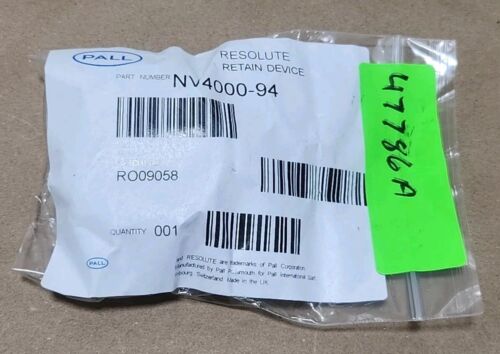 PALL
RESOLUTE
RETAIN DEVICE
PART NUMBER NV4000-94
RO09058
QUANTITY 001
PALL
and RESOLUTE are trademarks of Pall Corporation.
Manufactured by Pall Portsmouth for Pall International Sarl,
Switzerland. Made in the UK.
47786A